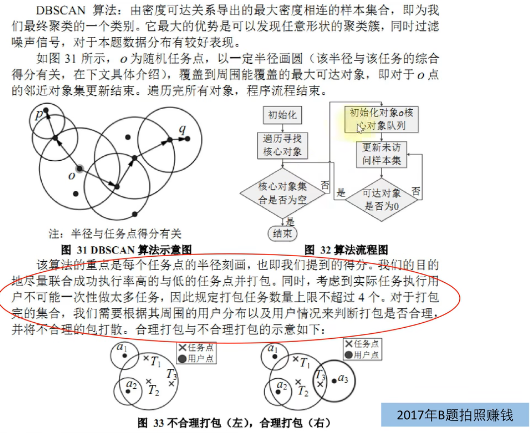 DBSCAN 算法：由密度可达关系导出的最大密度相连的样本集合，即为我
们最终聚类的一个类别。它最大的优势是可以发现任意形状的聚类簇，同时过滤
噪声信号，对于本题数据分布有较好表现。
如图 31 所示，o 为随机任务点，以一定半径画圆（该半径与该任务的综合
得分有关，在下文具体介绍），覆盖到周围能覆盖的最大可达对象，即对于 o 点
的邻近对象集更新结束。遍历完所有对象，程序流程结束。
p
q
o
注：半径与任务点得分有关
图 31 DBSCAN 算法示意图
初始化
遍历寻找
核心对象
核心对象集
合是否为空
否
是
结束
初始化对象o核
心对象队列
更新未访
问样本集
可达对象
是否为0
是
否
图 32 算法流程图
该算法的重点是每个任务点的半径刻画，也即我们提到的得分。我们的目的
地尽量联合成功执行率高的与低的任务点并打包。同时，考虑到实际任务执行用
户不可能一次性做太多任务，因此规定打包任务数量上限不超过 4 个。对于打包
完的集合，我们需要根据其周围的用户分布以及用户情况来判断打包是否合理，
并将不合理的包打散。合理打包与不合理打包的示意如下：
a1
a2
T1
T2
T3
×任务点
●用户点
a1
a2
T1
T2
T3
a3
×任务点
●用户点
图 33 不合理打包（左），合理打包（右）
2017年B题拍照赚钱